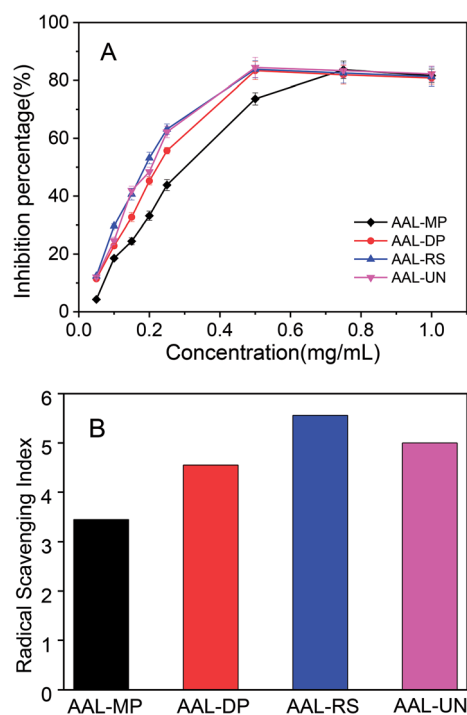 A
Inhibition percentage(%)
100
80
60
40
20
0
AAL-MP
AAL-DP
AAL-RS
AAL-UN
0.0 0.2 0.4 0.6 0.8 1.0
Concentration(mg/mL)
B
Radical Scavenging Index
6
5
4
3
2
1
0
AAL-MP AAL-DP AAL-RS AAL-UN